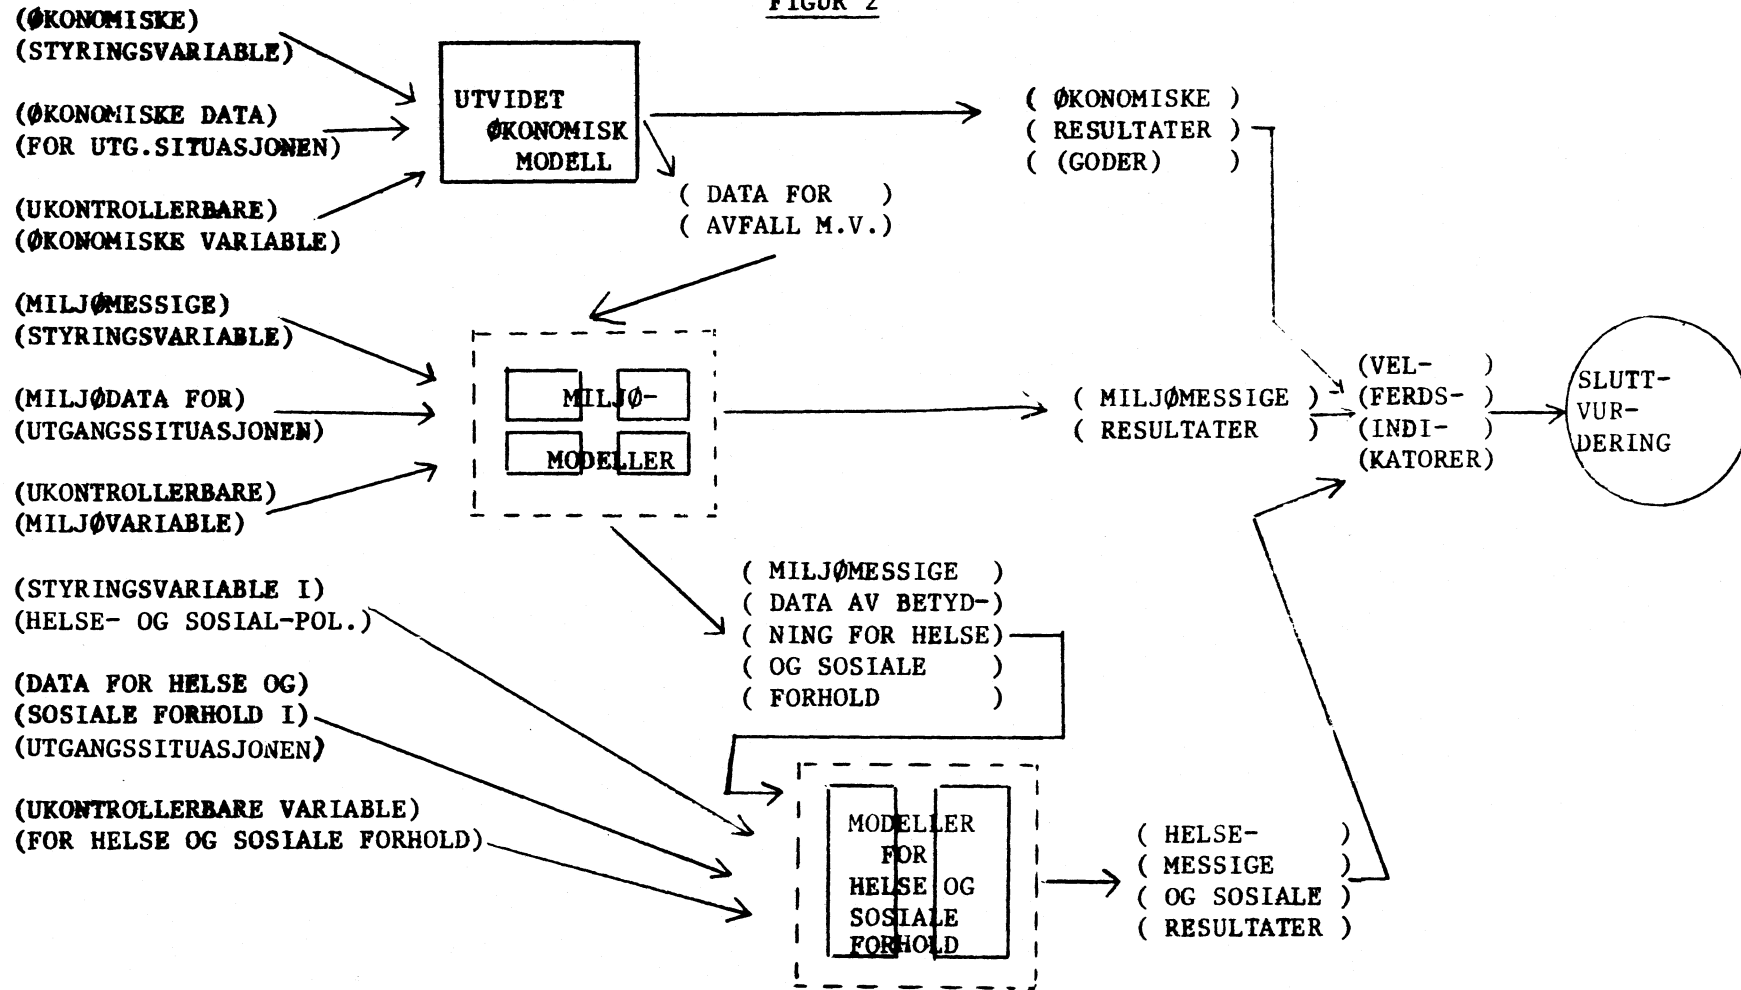 FIGUR 2
(ØKONOMISKE)
(STYRINGSVARIABLE)
(ØKONOMISKE DATA)
(FOR UTG.SITUASJONEN)
(UKONTROLLERBARE)
(ØKONOMISKE VARIABLE)
UTVIDET
ØKONOMISK
MODELL
( ØKONOMISKE )
( RESULTATER )
( (GODER) )
( DATA FOR )
( AVFALL M.V.)
(MILJØMESSIGE)
(STYRINGSVARIABLE)
(MILJØDATA FOR)
(UTGANGSSITUASJONEN)
(UKONTROLLERBARE)
(MILJØVARIABLE)
MILJØ-
MODELLER
( MILJØMESSIGE )
( RESULTATER )
(VEL- )
(FERDS- )
(INDI- )
(KATORER)
SLUTT-
VUR-
DERING
(STYRINGSVARIABLE I)
(HELSE- OG SOSIAL-POL.)
(DATA FOR HELSE OG)
(SOSIALE FORHOLD I)
(UTGANGSSITUASJONEN)
(UKONTROLLERBARE VARIABLE)
(FOR HELSE OG SOSIALE FORHOLD)
( MILJØMESSIGE )
( DATA AV BETYD-)
( NING FOR HELSE)
( OG SOSIALE )
( FORHOLD )
MODELLER
FOR
HELSE OG
SOSIALE
FORHOLD
( HELSE- )
( MESSIGE )
( OG SOSIALE )
( RESULTATER )